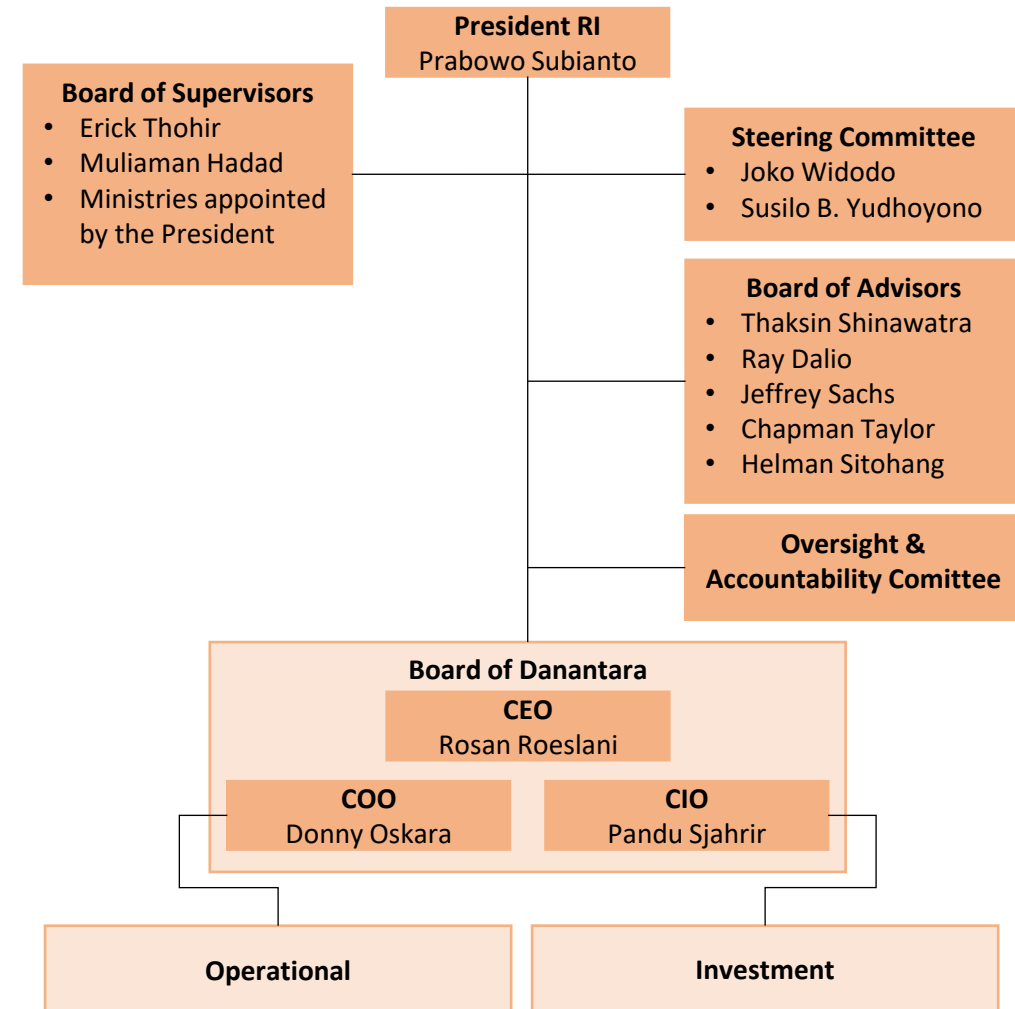 President RI
Prabowo Subianto
Board of Supervisors
• Erick Thohir
• Muliaman Hadad
• Ministries appointed
by the President
Steering Committee
• Joko Widodo
• Susilo B. Yudhoyono
Board of Advisors
• Thaksin Shinawatra
• Ray Dalio
• Jeffrey Sachs
• Chapman Taylor
• Helman Sitohang
Oversight &
Accountability Comittee
Board of Danantara
CEO
Rosan Roeslani
COO
Donny Oskara
CIO
Pandu Sjahrir
Operational
Investment